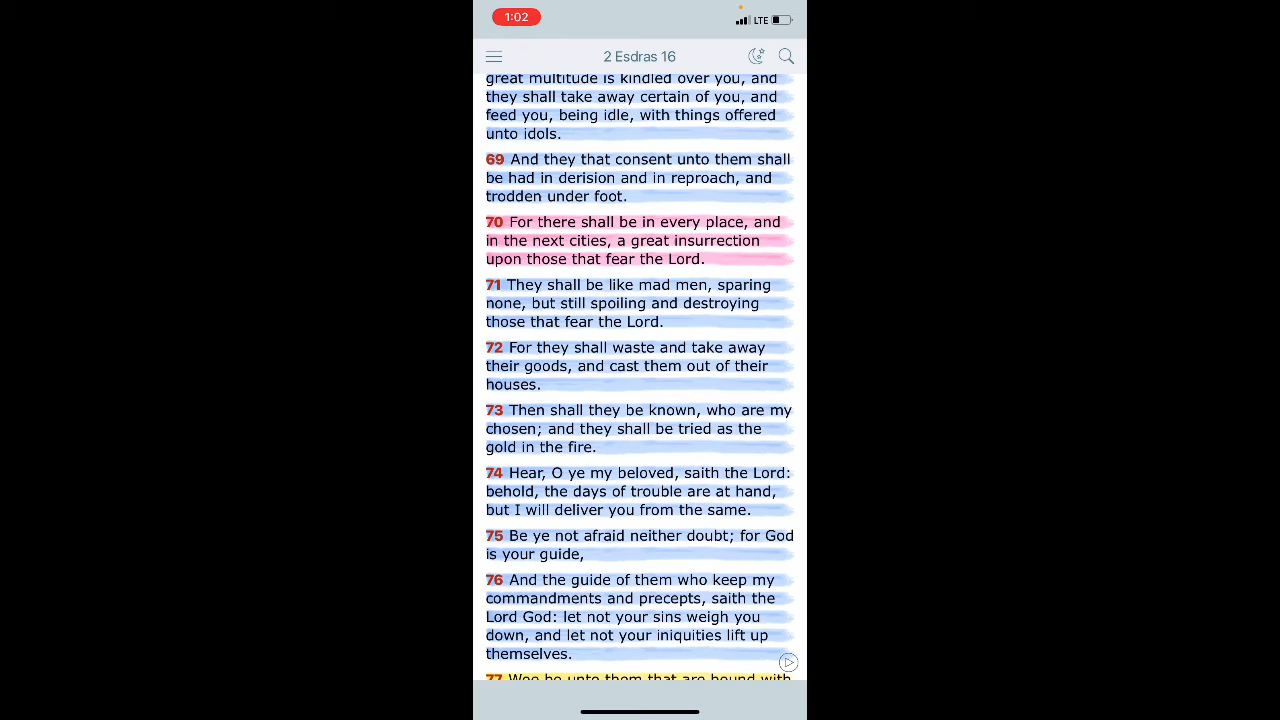 1:02
LTE
2 Esdras 16
great multitude is kindled over you, and
they shall take away certain of you, and
feed you, being idle, with things offered
unto idols.
69 And they that consent unto them shall
be had in derision and in reproach, and
trodden under foot.
70 For there shall be in every place, and
in the next cities, a great insurrection
upon those that fear the Lord.
71 They shall be like mad men, sparing
none, but still spoiling and destroying
those that fear the Lord.
72 For they shall waste and take away
their goods, and cast them out of their
houses.
73 Then shall they be known, who are my
chosen; and they shall be tried as the
gold in the fire.
74 Hear, O ye my beloved, saith the Lord:
behold, the days of trouble are at hand,
but I will deliver you from the same.
75 Be ye not afraid neither doubt; for God
is your guide,
76 And the guide of them who keep my
commandments and precepts, saith the
Lord God: let not your sins weigh you
down, and let not your iniquities lift up
themselves.
77 Woe be unto them that are bound with